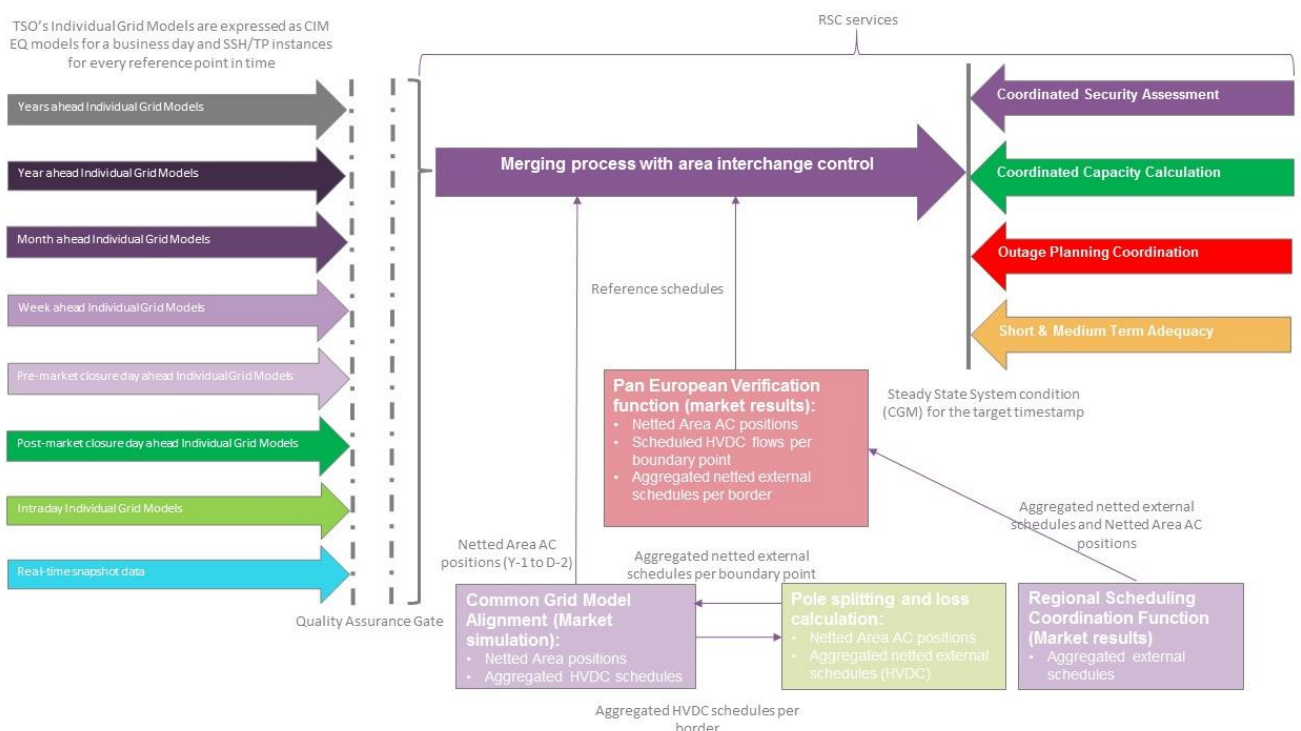 TSO's Individual Grid Models are expressed as CIM
EQ models for a business day and SSH/TP instances
for every reference point in time
RSC services
Years ahead Individual Grid Models
Year ahead Individual Grid Models
Month ahead Individual Grid Models
Week ahead Individual Grid Models
Pre-market closure day ahead Individual Grid Models
Post-market closure day ahead Individual Grid Models
Intraday Individual Grid Models
Real-time snapshot data
Quality Assurance Gate
Merging process with area interchange control
Coordinated Security Assessment
Coordinated Capacity Calculation
Outage Planning Coordination
Short & Medium Term Adequacy
Steady State System condition
(CGM) for the target timestamp
Reference schedules
Pan European Verification
function (market results):
• Netted Area AC positions
• Scheduled HVDC flows per
boundary point
• Aggregated netted external
schedules per border
Netted Area AC
positions (Y-1 to D-2)
Aggregated netted external
schedules per boundary point
Aggregated netted external
schedules and Netted Area AC
positions
Common Grid Model
Alignment (Market
simulation):
• Netted Area positions
• Aggregated HVDC schedules
Pole splitting and loss
calculation:
• Netted Area AC positions
• Aggregated netted external
schedules (HVDC)
Regional Scheduling
Coordination Function
(Market results)
• Aggregated external
schedules
Aggregated HVDC schedules per
border